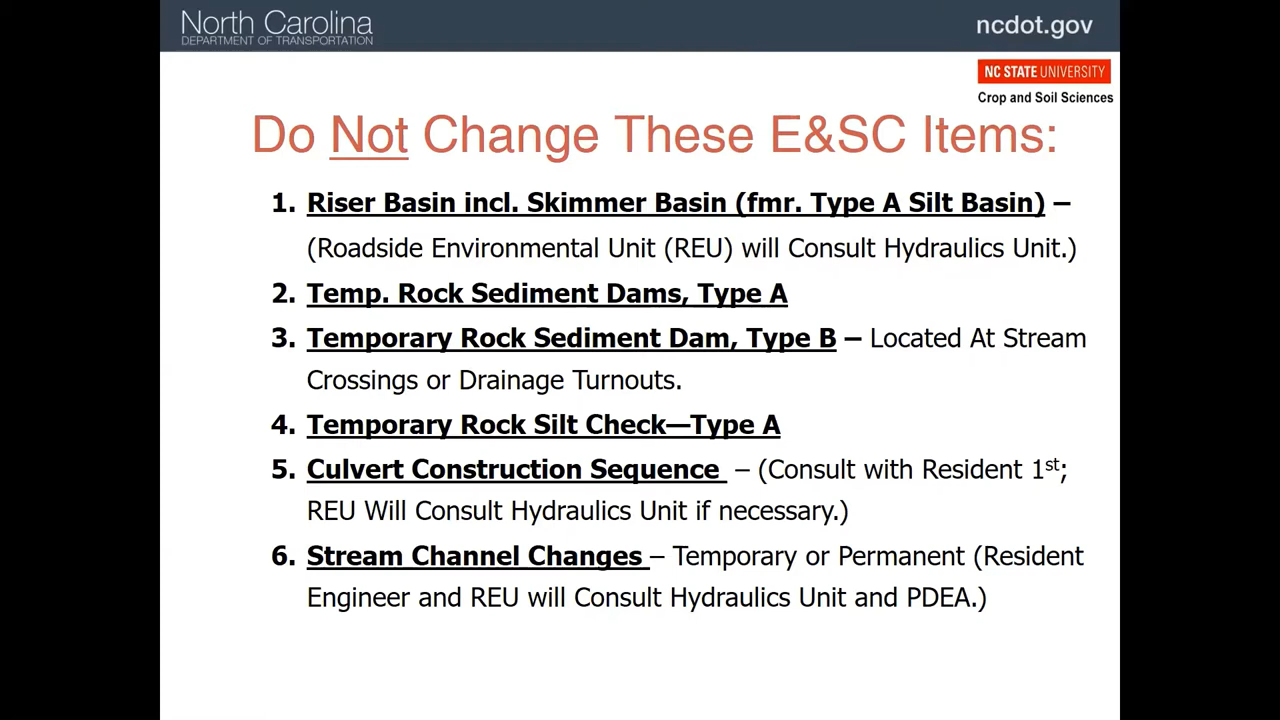 North Carolina
DEPARTMENT OF TRANSPORTATION
ncdot.gov
NC STATE UNIVERSITY
Crop and Soil Sciences
Do Not Change These E&SC Items:
1. Riser Basin incl. Skimmer Basin (fmr. Type A Silt Basin) –
(Roadside Environmental Unit (REU) will Consult Hydraulics Unit.)
2. Temp. Rock Sediment Dams, Type A
3. Temporary Rock Sediment Dam, Type B – Located At Stream
Crossings or Drainage Turnouts.
4. Temporary Rock Silt Check—Type A
5. Culvert Construction Sequence – (Consult with Resident 1st;
REU Will Consult Hydraulics Unit if necessary.)
6. Stream Channel Changes – Temporary or Permanent (Resident
Engineer and REU will Consult Hydraulics Unit and PDEA.)